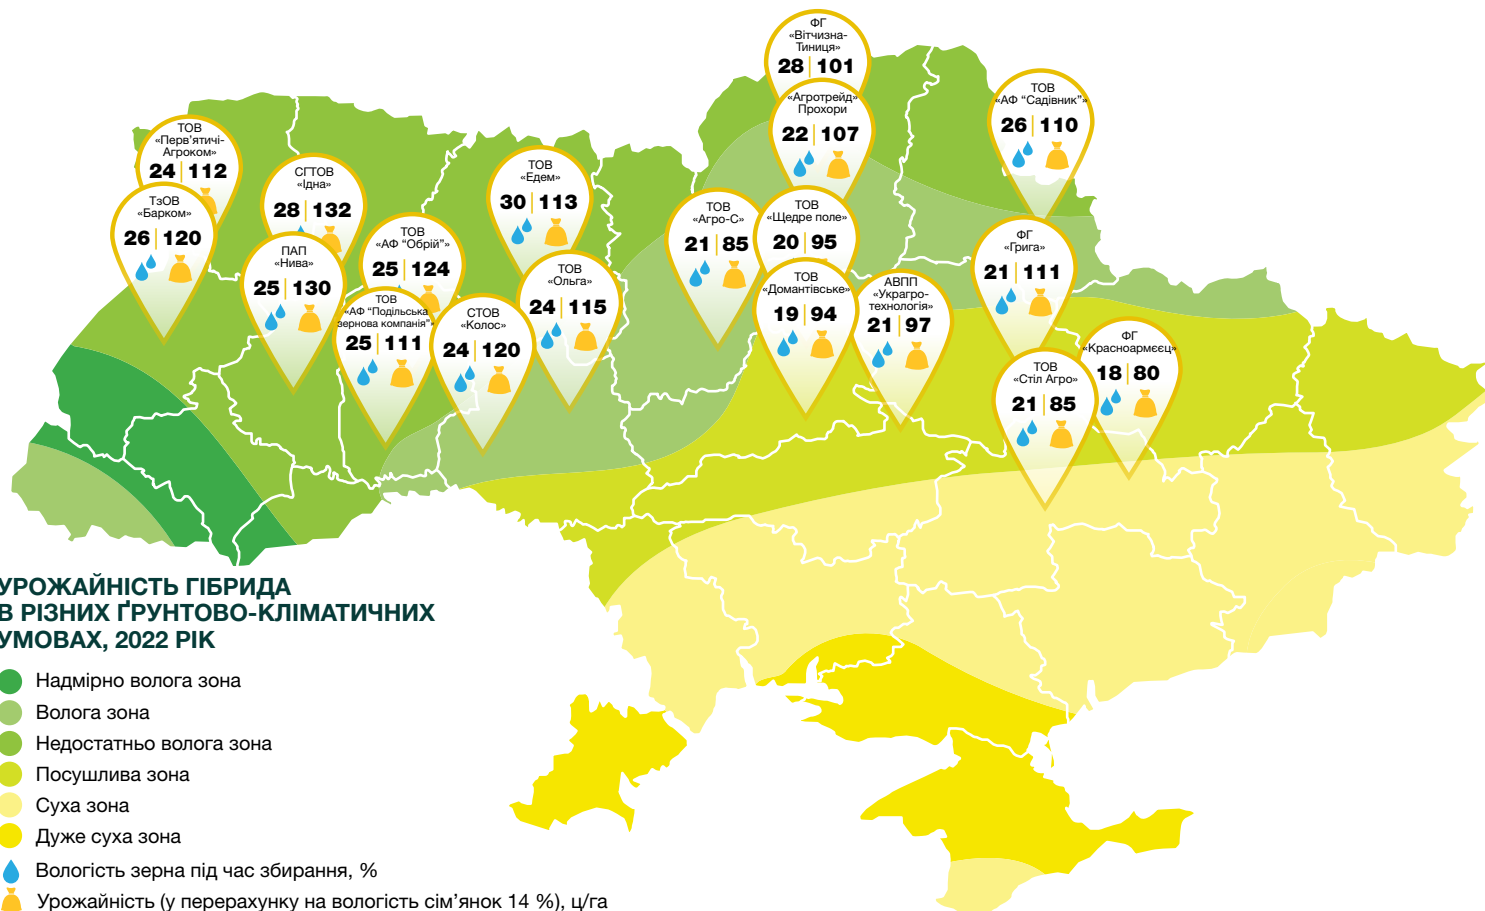 ФГ
«Вітчизна-
Тиниця»
28 101
«Агротрейд»
Прохори
22 107
ТОВ
«АФ “Садівник”»
26 110
ТОВ
«Перв’ятичі-
Агроком»
24 112
ТзОВ
«Барком»
26 120
СГТОВ
«Ідна»
28 132
ПАП
«Нива»
25 130
ТОВ
«АФ “Обрій”»
25 124
ТОВ
«АФ “Подільська
зернова компанія”»
25 111
ТОВ
«Едем»
30 113
СТОВ
«Колос»
24 120
ТОВ
«Ольга»
24 115
ТОВ
«Агро-С»
21 85
ТОВ
«Щедре поле»
20 95
ТОВ
«Домантівське»
19 94
АВПП
«Украгро-
технологія»
21 97
ФГ
«Грига»
21 111
ФГ
«Красноармєєц»
18 80
ТОВ
«Стіл Агро»
21 85
УРОЖАЙНІСТЬ ГІБРИДА
В РІЗНИХ ҐРУНТОВО-КЛІМАТИЧНИХ
УМОВАХ, 2022 РІК
Надмірно волога зона
Волога зона
Недостатньо волога зона
Посушлива зона
Суха зона
Дуже суха зона
Вологість зерна під час збирання, %
Урожайність (у перерахунку на вологість сім’янок 14 %), ц/га